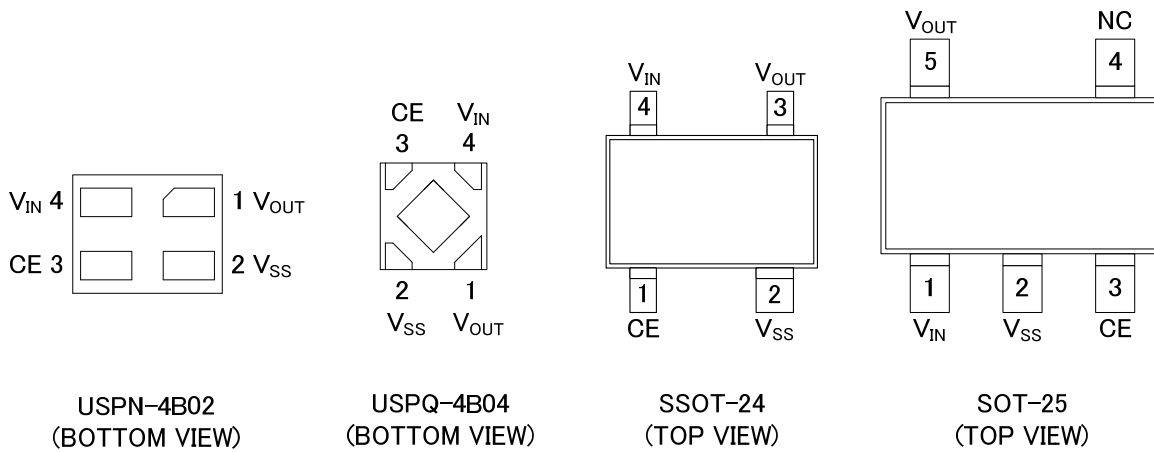 V_IN 4
1 V_OUT
CE 3
2 V_SS
USPN-4B02
(BOTTOM VIEW)
CE V_IN
3 4
2 1
V_SS V_OUT
USPQ-4B04
(BOTTOM VIEW)
V_IN V_OUT
4 3
1 2
CE V_SS
SSOT-24
(TOP VIEW)
V_OUT NC
5 4
1 2 3
V_IN V_SS CE
SOT-25
(TOP VIEW)